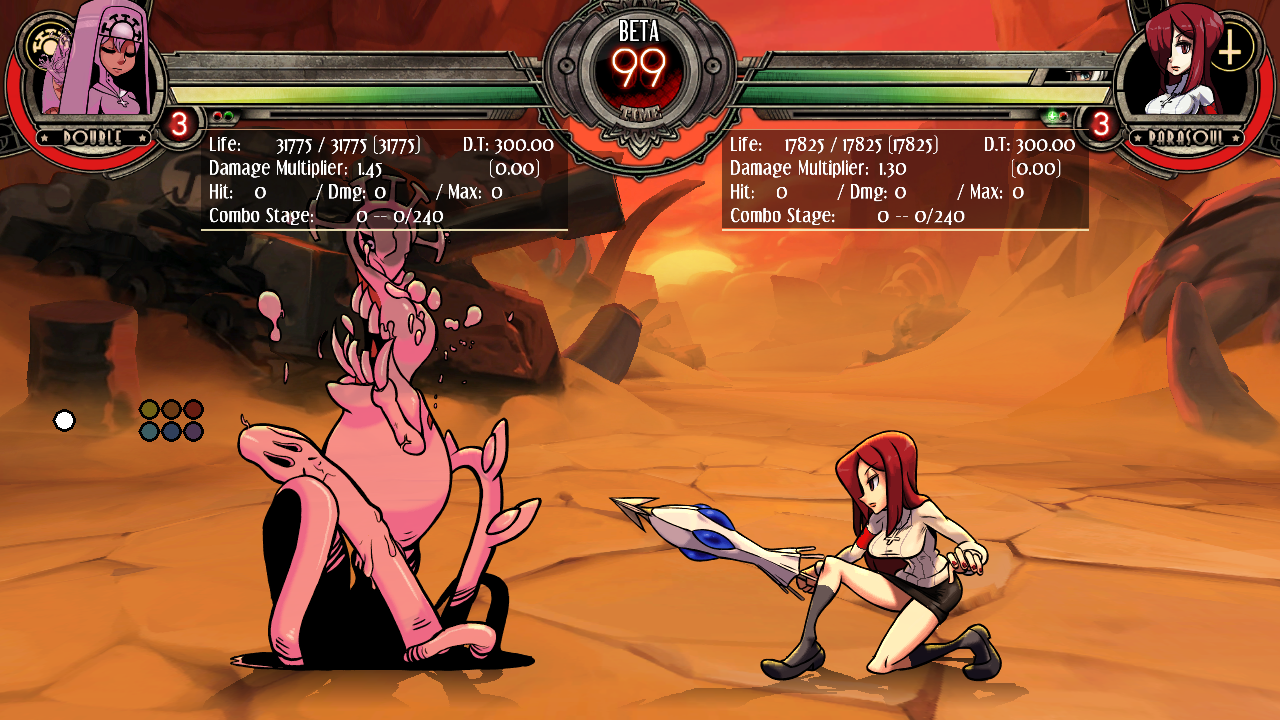 BETA
99
TIME
3
3
DOUBLE
PARASOUL
Life: 31775 / 31775 (31775) D.T: 300.00
Damage Multiplier: 1.45 (0.00)
Hit: 0 / Dmg: 0 / Max: 0
Combo Stage: 0 -- 0/240
Life: 17825 / 17825 (17825) D.T: 300.00
Damage Multiplier: 1.30 (0.00)
Hit: 0 / Dmg: 0 / Max: 0
Combo Stage: 0 -- 0/240